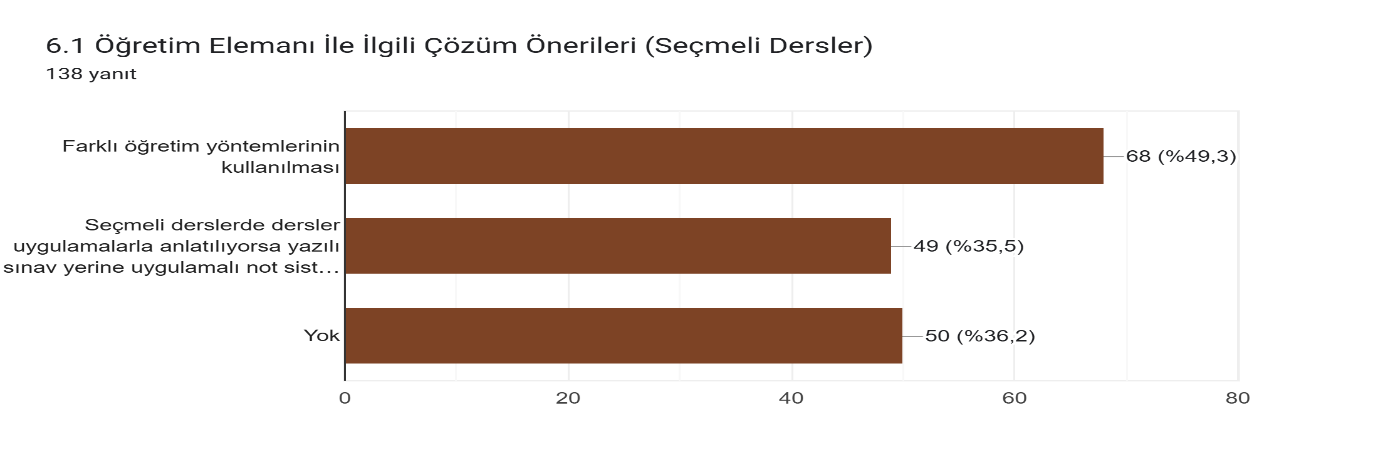 6.1 Öğretim Elemanı İle İlgili Çözüm Önerileri (Seçmeli Dersler)
138 yanıt
Farklı öğretim yöntemlerinin
kullanılması
68 (%49,3)
Seçmeli derslerde dersler
uygulamalarla anlatılıyorsa yazılı
sınav yerine uygulamalı not sist…
49 (%35,5)
Yok
50 (%36,2)
0 20 40 60 80